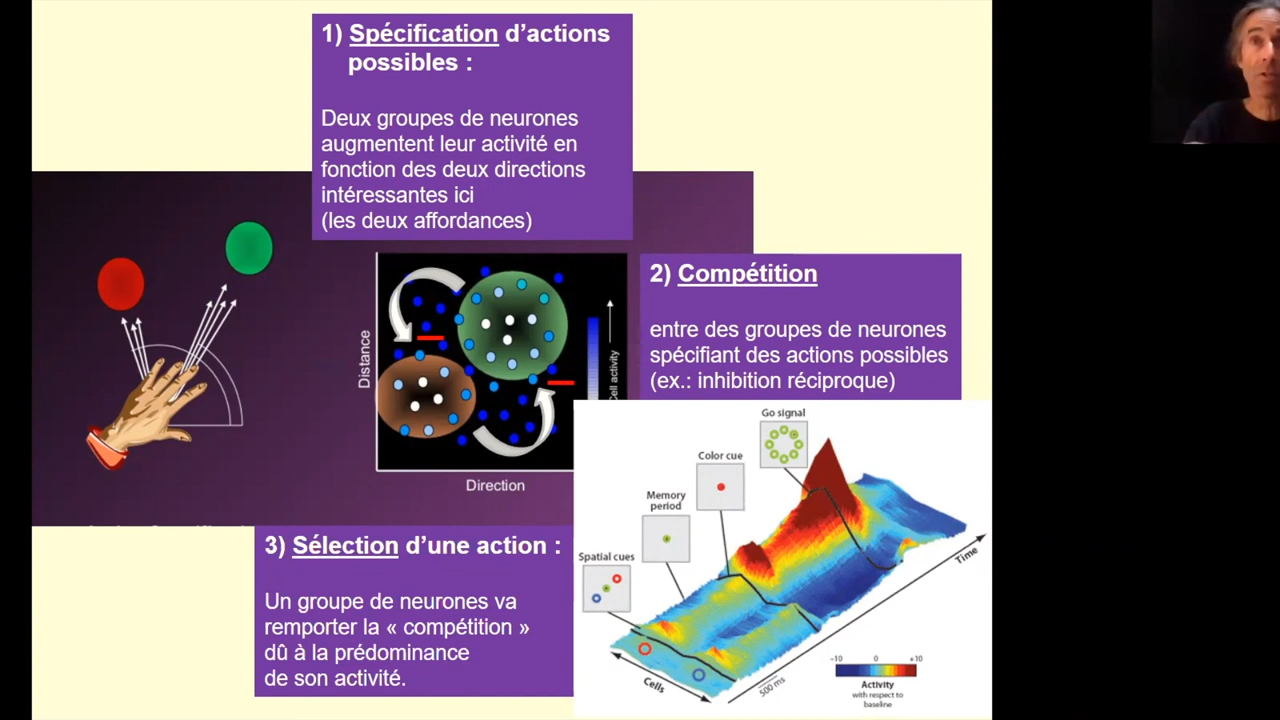 1) Spécification d'actions
possibles :
Deux groupes de neurones
augmentent leur activité en
fonction des deux directions
intéressantes ici
(les deux affordances)
Distance
Direction
Cell activity
2) Compétition
entre des groupes de neurones
spécifiant des actions possibles
(ex.: inhibition réciproque)
3) Sélection d'une action :
Un groupe de neurones va
remporter la « compétition »
dû à la prédominance
de son activité.
Go signal
Color cue
Memory
period
Spatial cues
Cells
500 ms
Time
-10 0 +10
Activity
with respect to
baseline